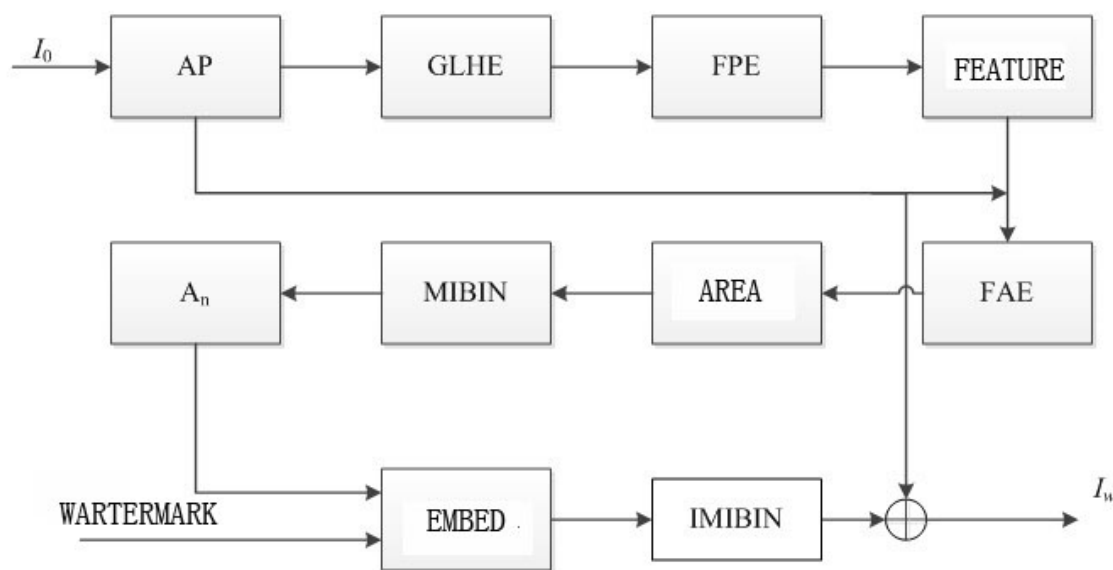 I0
AP
GLHE
FPE
FEATURE
An
MIBIN
AREA
FAE
WARTERMARK
EMBED .
IMIBIN
Iw